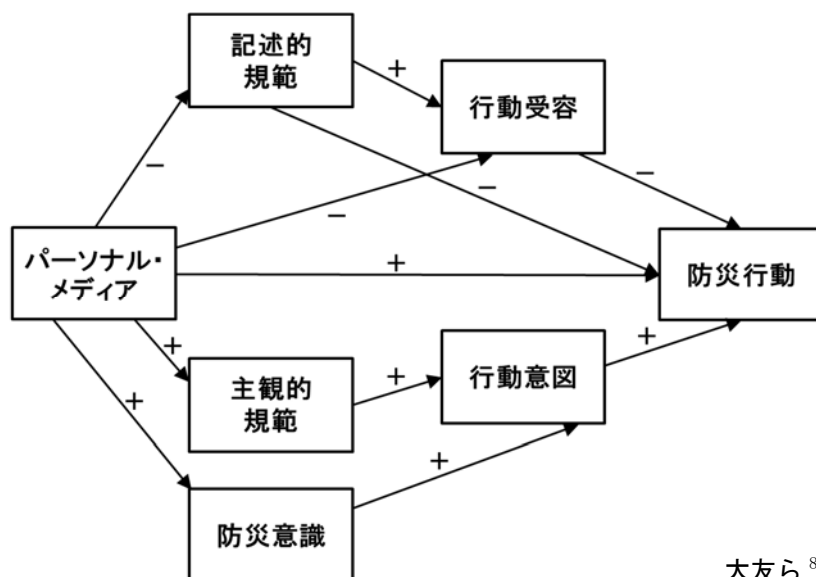 記述的
規範
+
行動受容
−
−
−
−
パーソナル・
メディア
+
防災行動
+
+
主観的
規範
+
行動意図
+
+
防災意識
大友ら 8